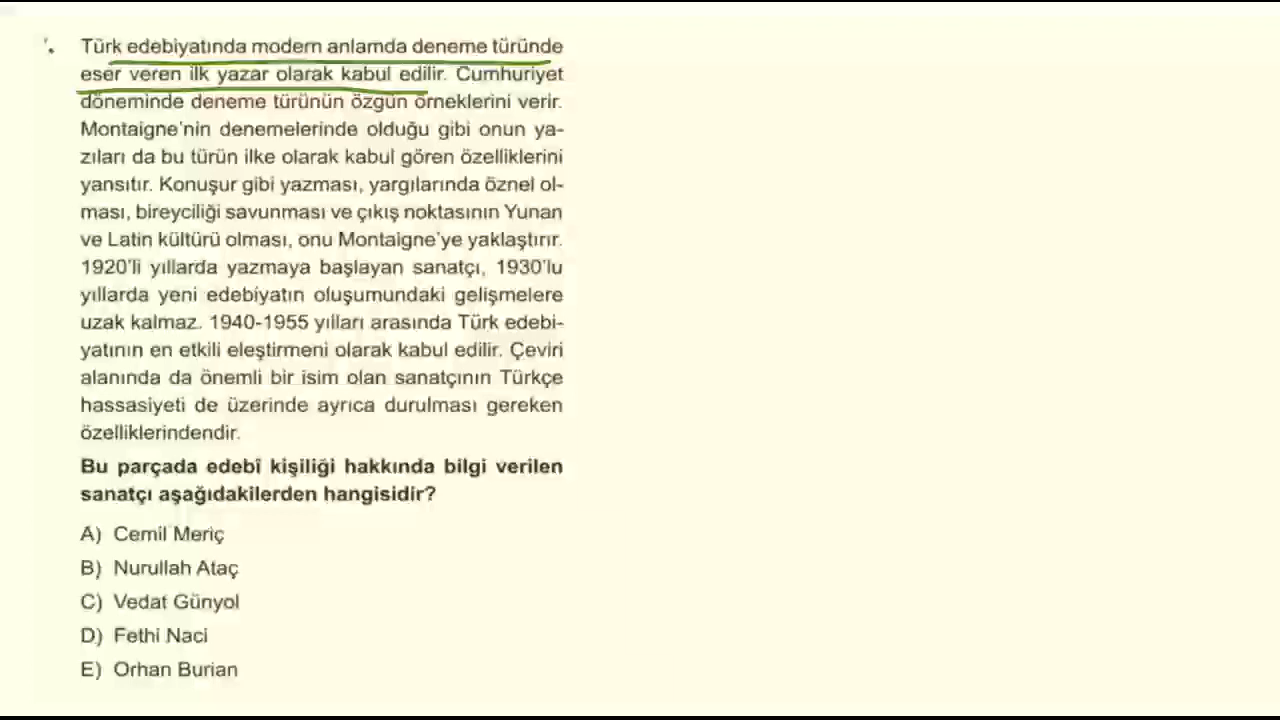 Türk edebiyatında modern anlamda deneme türünde
eser veren ilk yazar olarak kabul edilir. Cumhuriyet
döneminde deneme türünün özgün örneklerini verir.
Montaigne'nin denemelerinde olduğu gibi onun ya-
zıları da bu türün ilke olarak kabul gören özelliklerini
yansıtır. Konuşur gibi yazması, yargılarında öznel ol-
ması, bireyciliği savunması ve çıkış noktasının Yunan
ve Latin kültürü olması, onu Montaigne'ye yaklaştırır.
1920'li yıllarda yazmaya başlayan sanatçı, 1930'lu
yıllarda yeni edebiyatın oluşumundaki gelişmelere
uzak kalmaz. 1940-1955 yılları arasında Türk edebi-
yatının en etkili eleştirmeni olarak kabul edilir. Çeviri
alanında da önemli bir isim olan sanatçının Türkçe
hassasiyeti de üzerinde ayrıca durulması gereken
özelliklerindendir.
Bu parçada edebî kişiliği hakkında bilgi verilen
sanatçı aşağıdakilerden hangisidir?
A) Cemil Meriç
B) Nurullah Ataç
C) Vedat Günyol
D) Fethi Naci
E) Orhan Burian